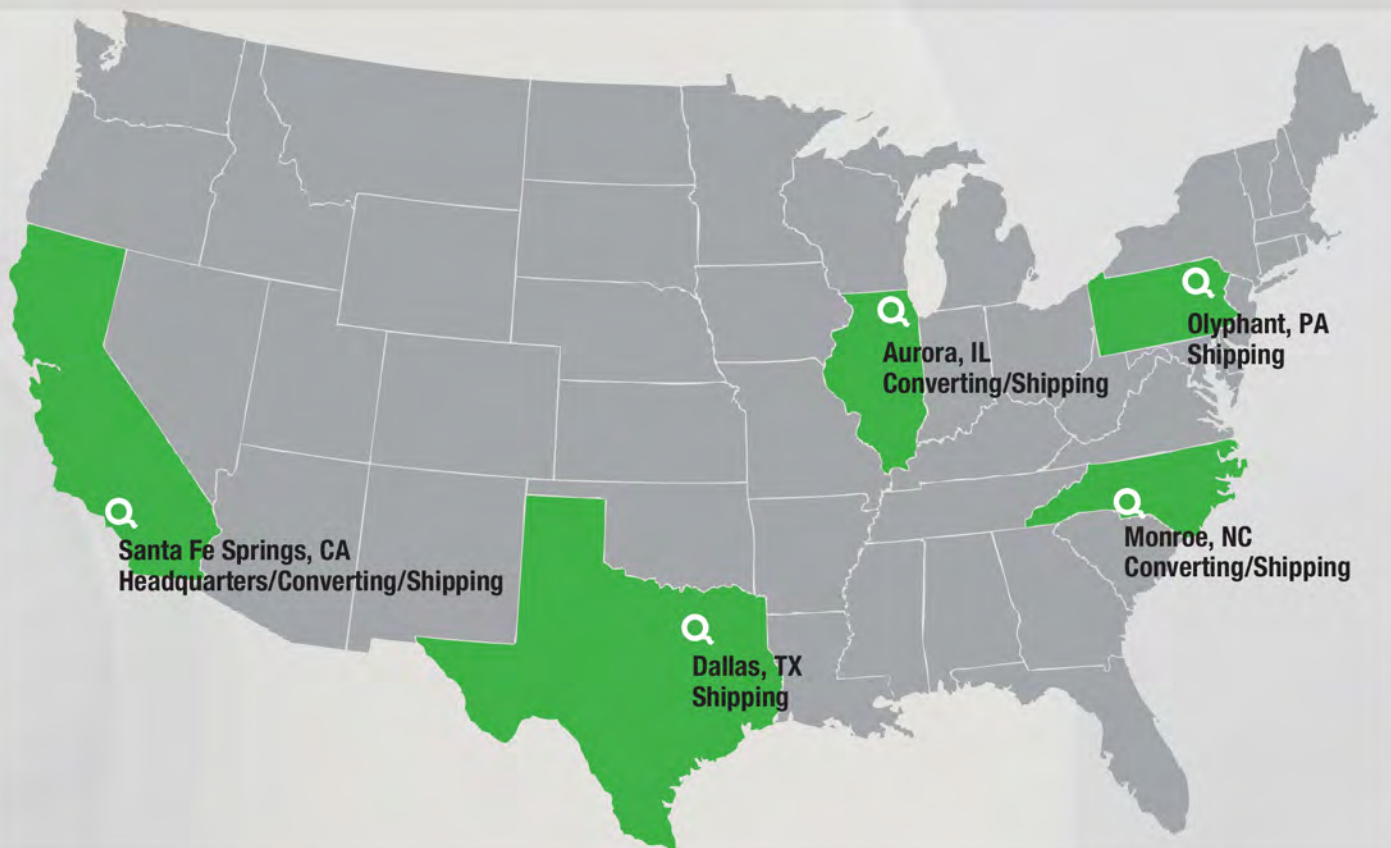 Olyphant, PA
Shipping
Aurora, IL
Converting/Shipping
Santa Fe Springs, CA
Headquarters/Converting/Shipping
Monroe, NC
Converting/Shipping
Dallas, TX
Shipping